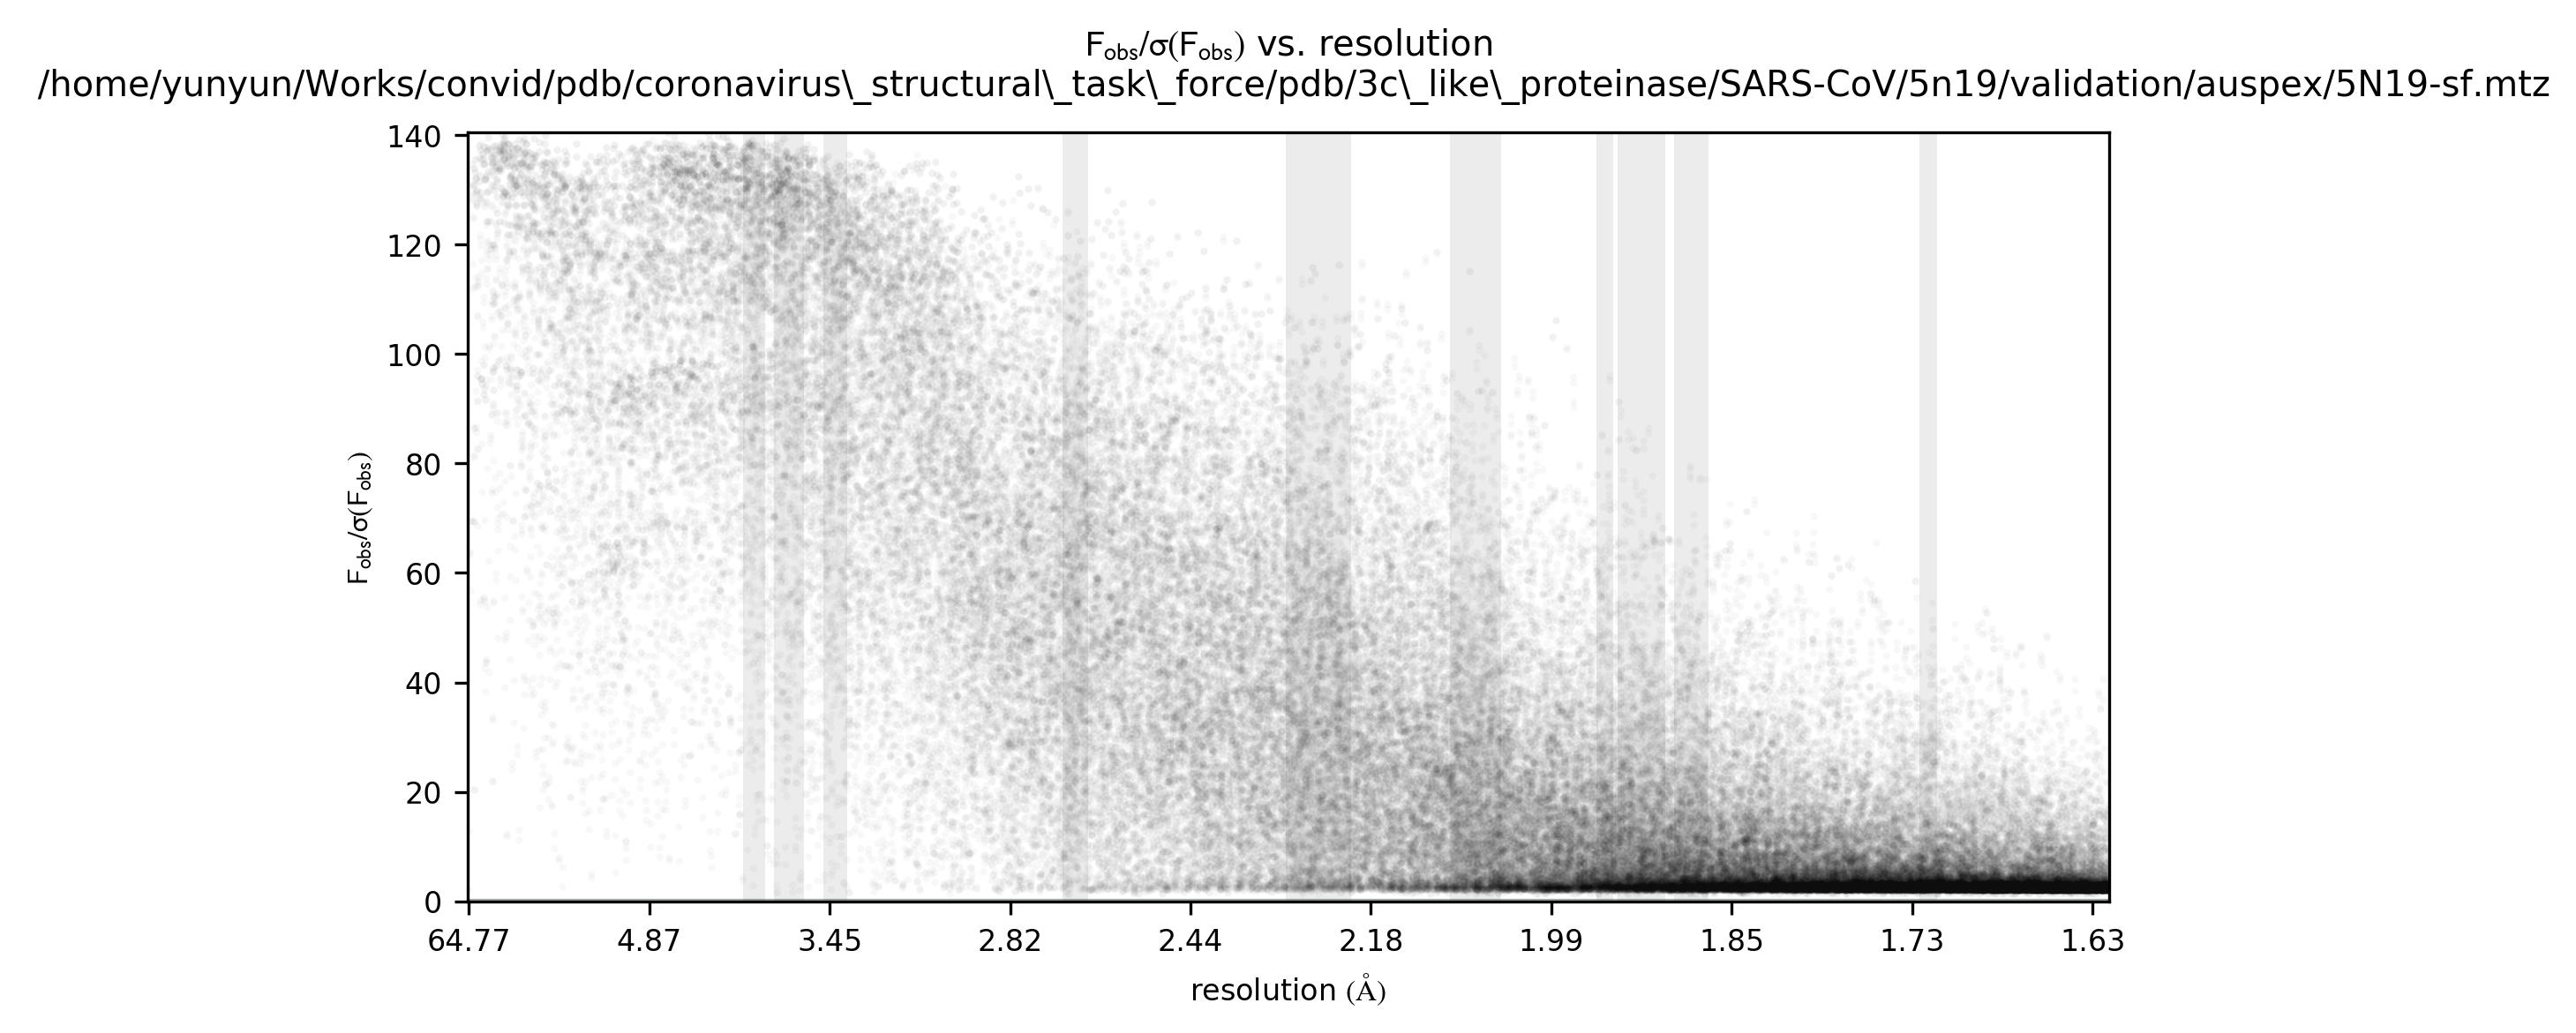 Fobs/σ(Fobs) vs. resolution
/home/yunyun/Works/convid/pdb/coronavirus\_structural\_task\_force/pdb/3c\_like\_proteinase/SARS-CoV/5n19/validation/auspex/5N19-sf.mtz
Fobs/σ(Fobs)
140
120
100
80
60
40
20
0
64.77 4.87 3.45 2.82 2.44 2.18 1.99 1.85 1.73 1.63
resolution (Å)